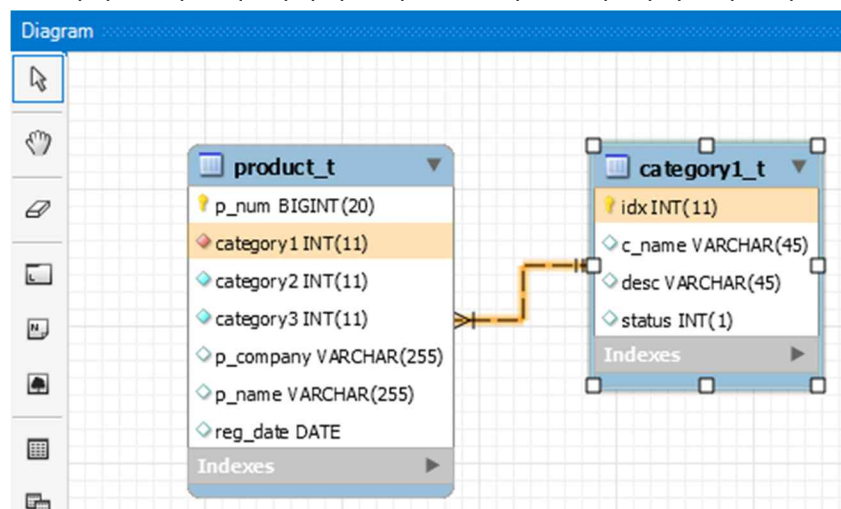 Diagram
product_t
p_num BIGINT(20)
category1 INT(11)
category2 INT(11)
category3 INT(11)
p_company VARCHAR(255)
p_name VARCHAR(255)
reg_date DATE
Indexes
category1_t
idx INT(11)
c_name VARCHAR(45)
desc VARCHAR(45)
status INT(1)
Indexes